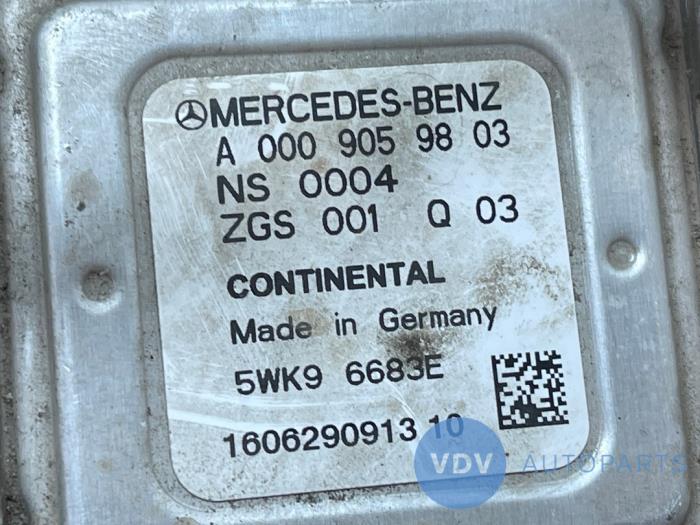 MERCEDES-BENZ
A 000 905 98 03
NS 0004
ZGS 001 Q 03
CONTINENTAL
Made in Germany
5WK9 6683E
1606290913 10
VDV AUTOPARTS